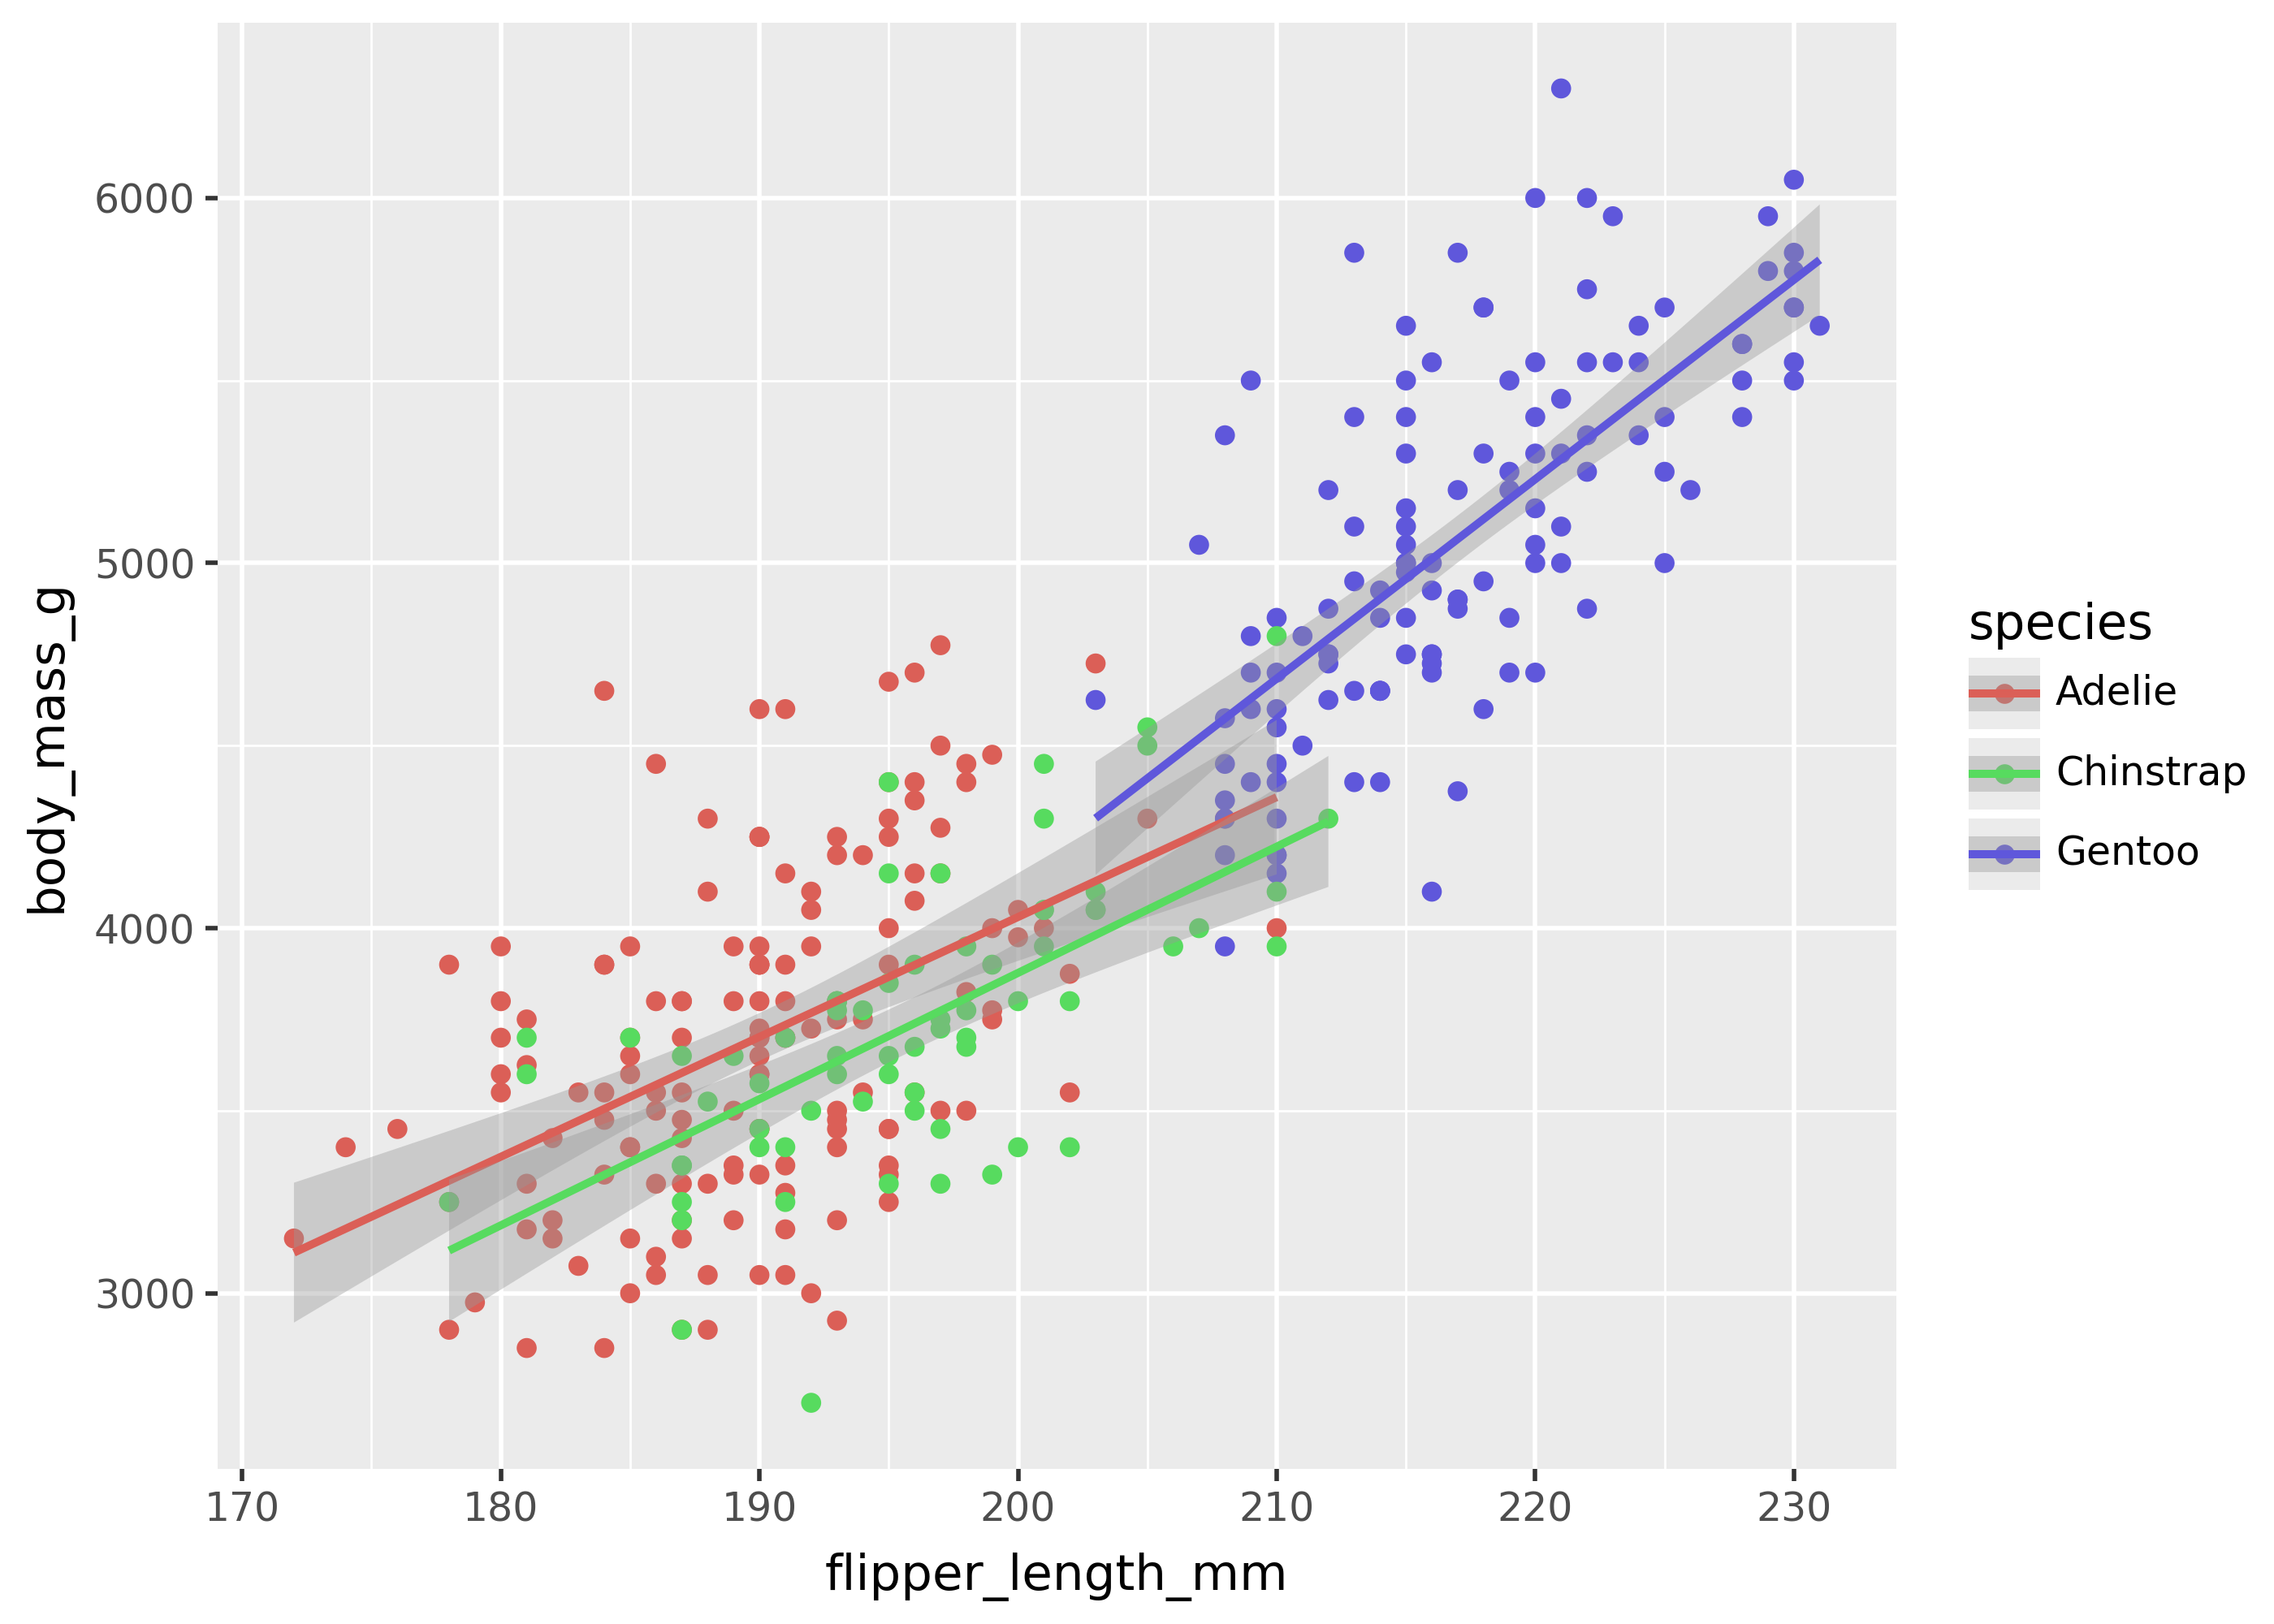 6000
5000
4000
3000
body_mass_g
170 180 190 200 210 220 230
flipper_length_mm
species
Adelie
Chinstrap
Gentoo